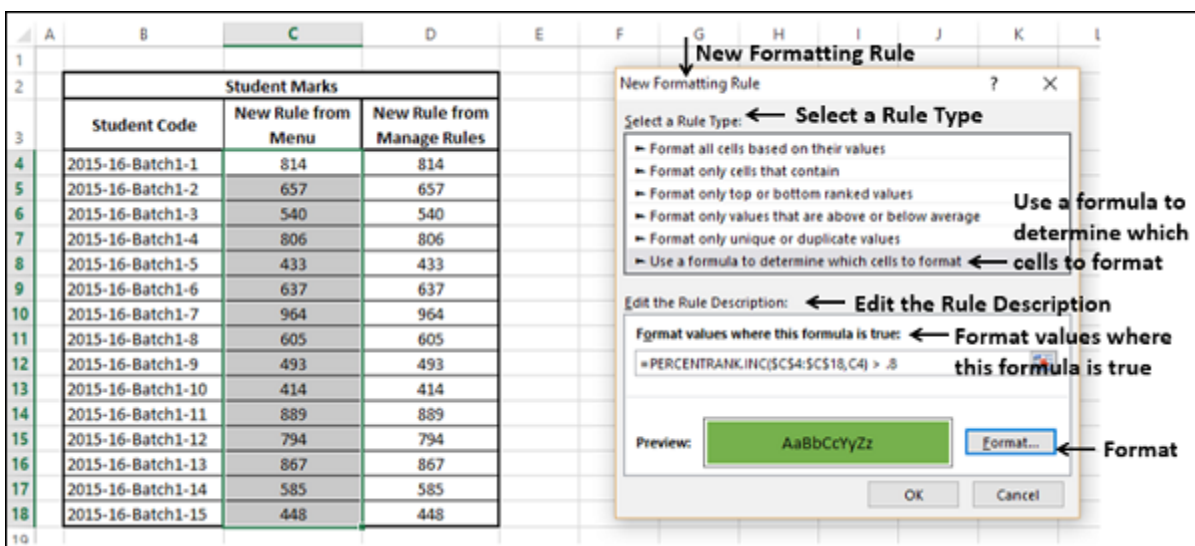 A B C D E F G H I J K L
New Formatting Rule
1
2 Student Marks
New Formatting Rule ? ×
3 Student Code New Rule from Menu New Rule from Manage Rules
Select a Rule Type: Select a Rule Type
4 2015-16-Batch1-1 814 814
5 2015-16-Batch1-2 657 657
6 2015-16-Batch1-3 540 540
7 2015-16-Batch1-4 806 806
8 2015-16-Batch1-5 433 433
9 2015-16-Batch1-6 637 637
10 2015-16-Batch1-7 964 964
11 2015-16-Batch1-8 605 605
12 2015-16-Batch1-9 493 493
13 2015-16-Batch1-10 414 414
14 2015-16-Batch1-11 889 889
15 2015-16-Batch1-12 794 794
16 2015-16-Batch1-13 867 867
17 2015-16-Batch1-14 585 585
18 2015-16-Batch1-15 448 448
19
► Format all cells based on their values
► Format only cells that contain
► Format only top or bottom ranked values
► Format only values that are above or below average
► Format only unique or duplicate values
► Use a formula to determine which cells to format
Use a formula to
determine which
cells to format
Edit the Rule Description: Edit the Rule Description
Format values where this formula is true: Format values where
this formula is true
=PERCENTRANK.INC($C$4:$C$18,C4) > .8
Preview: AaBbCcYyZz Format... Format
OK Cancel